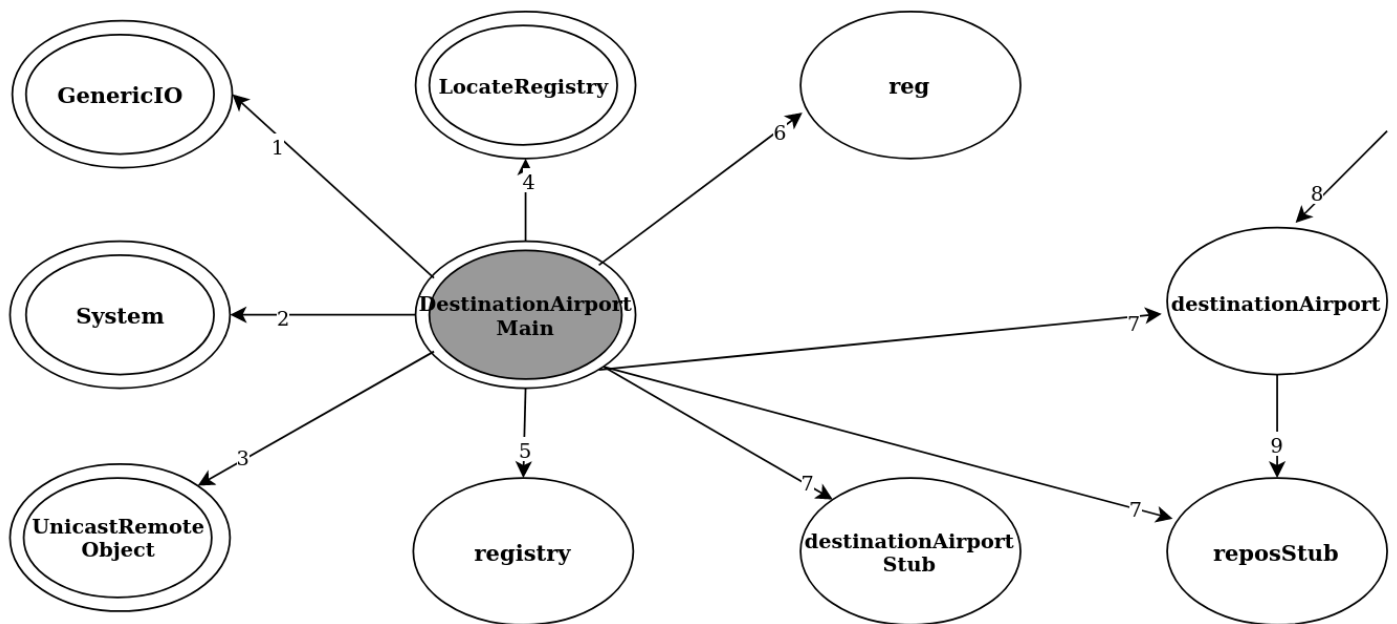 GenericIO
LocateRegistry
reg
1
6
4
8
System
2
DestinationAirport
Main
destinationAirport
7
3
5
9
7
7
UnicastRemote
Object
registry
destinationAirport
Stub
reposStub